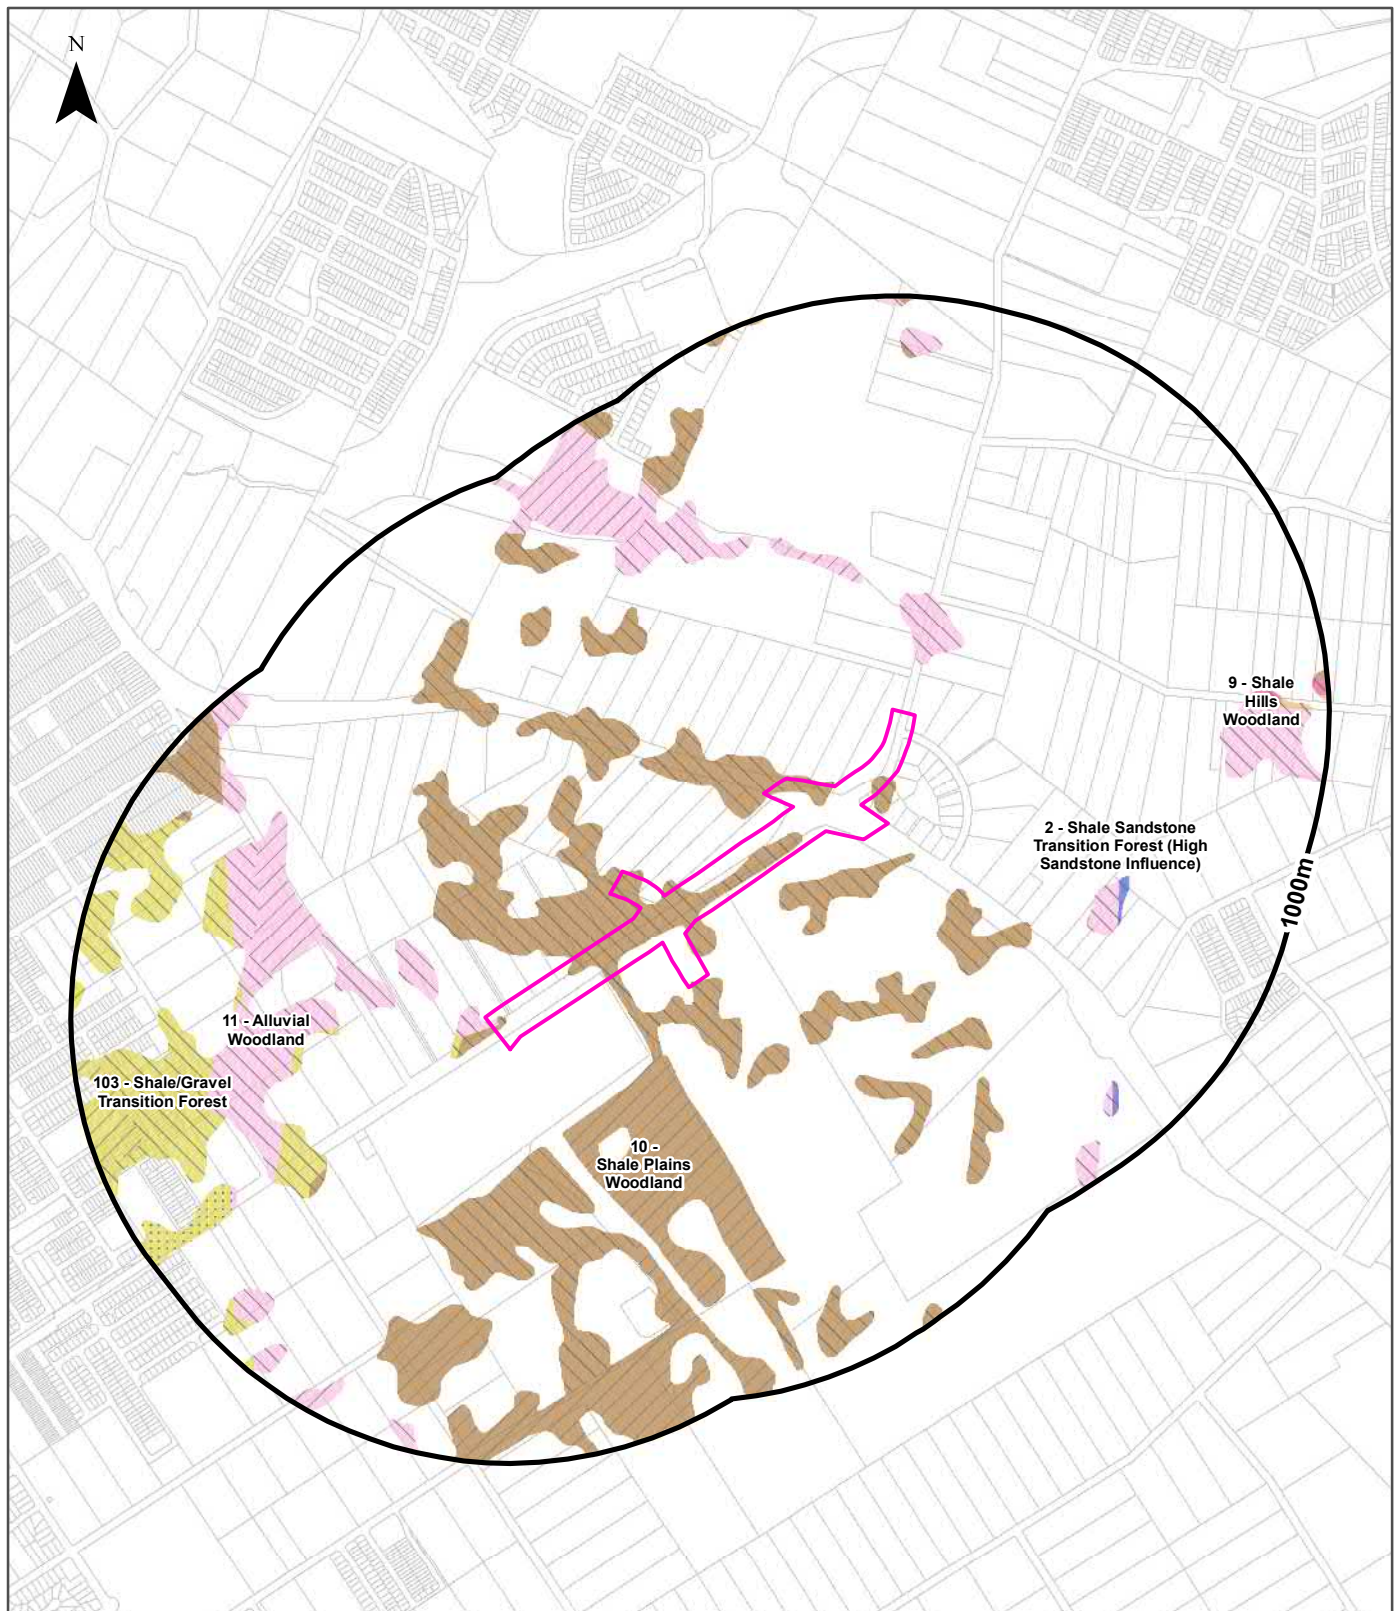 N
9 - Shale
Hills
Woodland
2 - Shale Sandstone
Transition Forest (High
Sandstone Influence)
1000m
11 - Alluvial
Woodland
103 - Shale/Gravel
Transition Forest
10 -
Shale Plains
Woodland